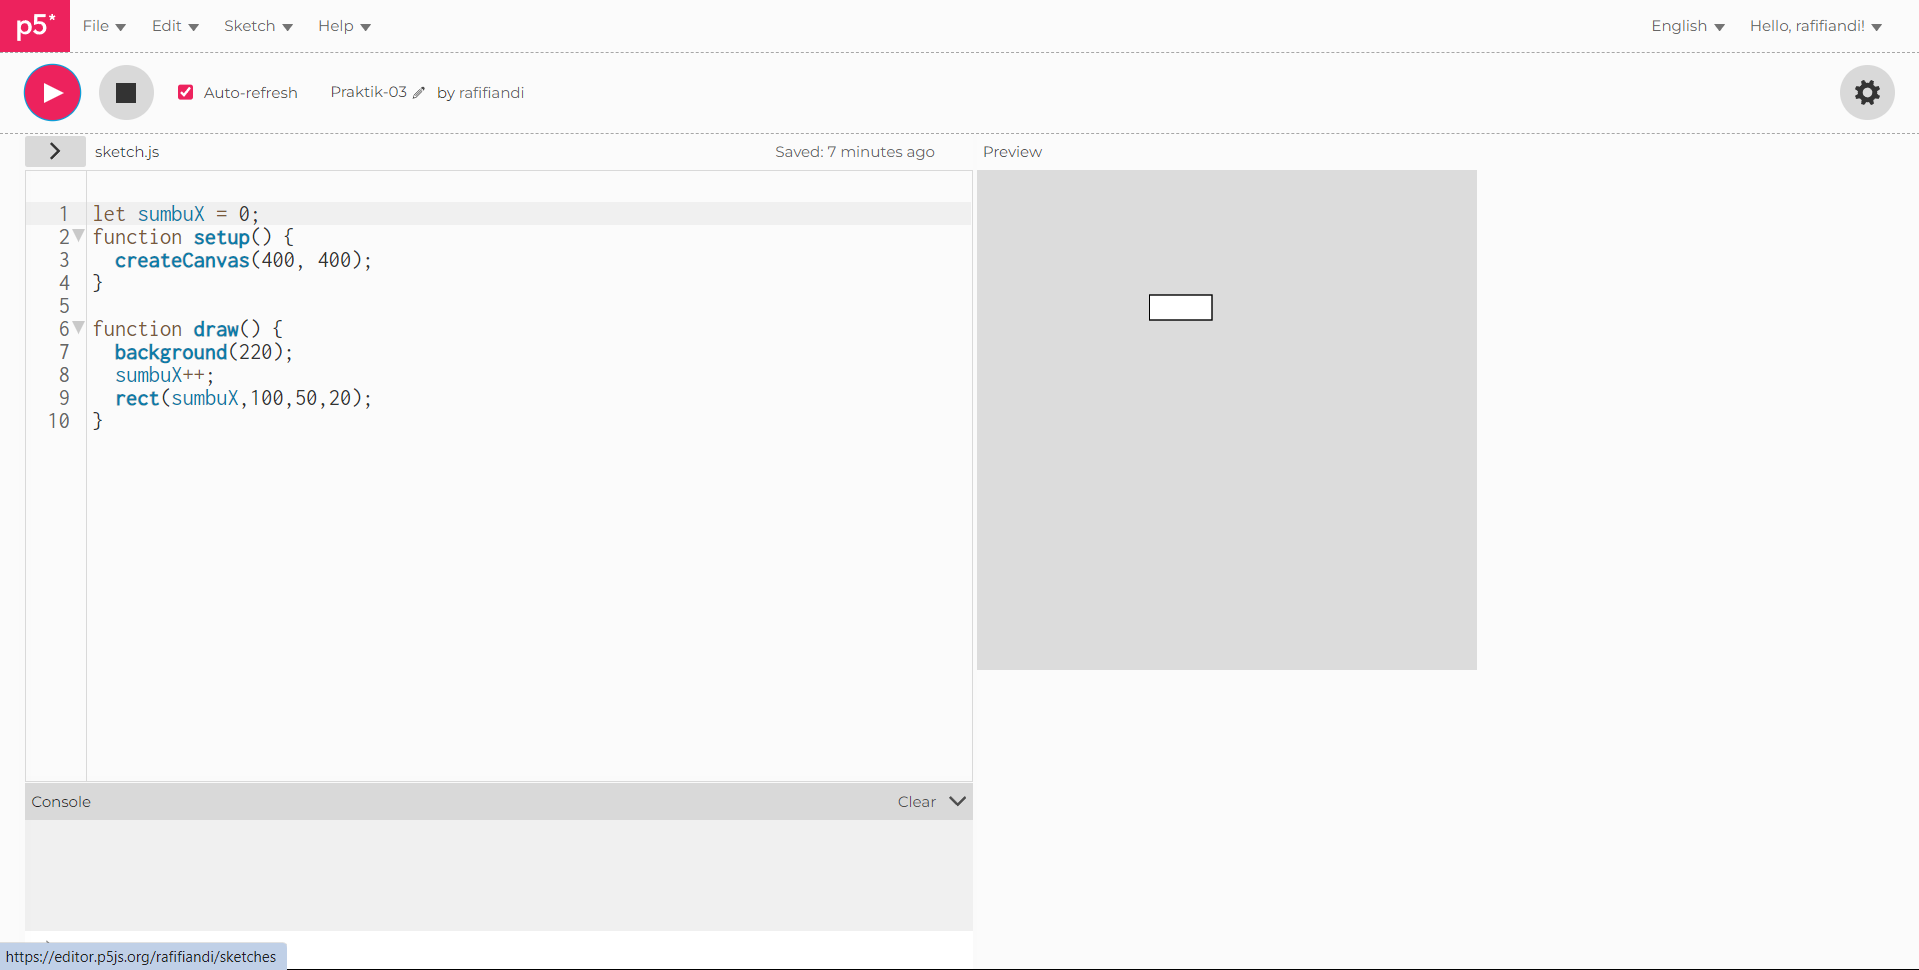 p5* File Edit Sketch Help English Hello, rafifiandi!
Auto-refresh Praktik-03 by rafifiandi
sketch.js Saved: 7 minutes ago Preview
1 let sumbuX = 0;
2 function setup() {
3 createCanvas(400, 400);
4 }
5
6 function draw() {
7 background(220);
8 sumbuX++;
9 rect(sumbuX,100,50,20);
10 }
Console Clear
https://editor.p5js.org/rafifiandi/sketches